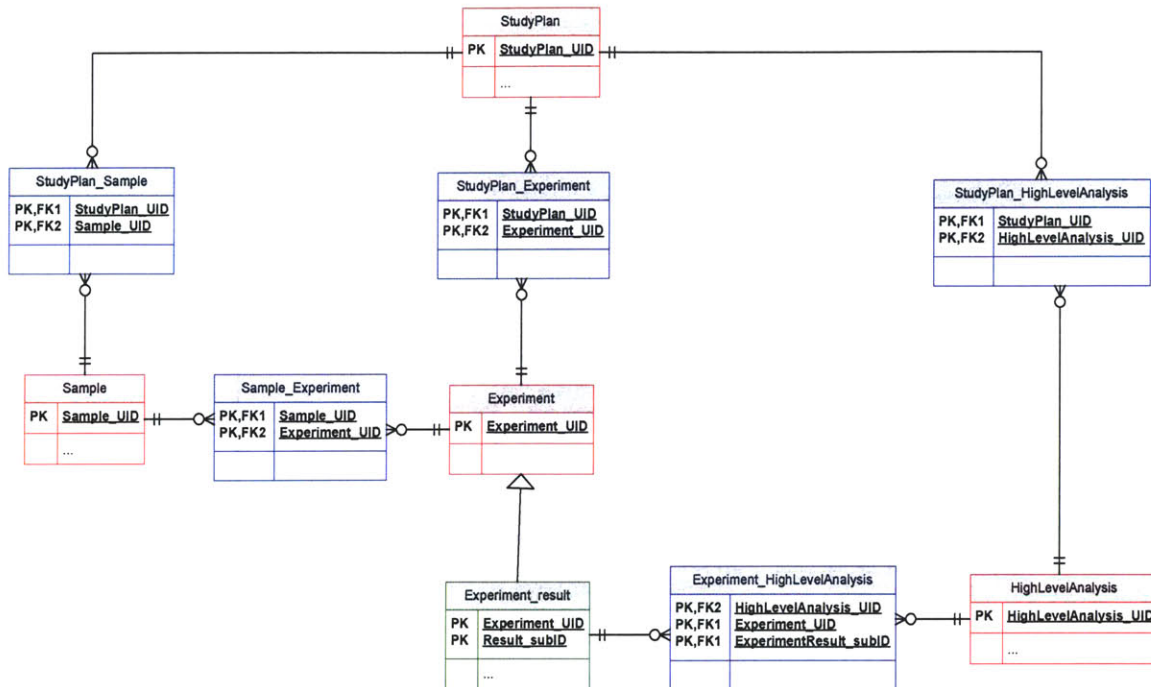 StudyPlan
PK StudyPlan_UID
...
StudyPlan_Sample
PK,FK1 StudyPlan_UID
PK,FK2 Sample_UID
StudyPlan_Experiment
PK,FK1 StudyPlan_UID
PK,FK2 Experiment_UID
StudyPlan_HighLevelAnalysis
PK,FK1 StudyPlan_UID
PK,FK2 HighLevelAnalysis_UID
Sample
PK Sample_UID
...
Sample_Experiment
PK,FK1 Sample_UID
PK,FK2 Experiment_UID
Experiment
PK Experiment_UID
Experiment_result
PK Experiment_UID
PK Result_subID
...
Experiment_HighLevelAnalysis
PK,FK2 HighLevelAnalysis_UID
PK,FK1 Experiment_UID
PK,FK1 ExperimentResult_subID
HighLevelAnalysis
PK HighLevelAnalysis_UID
...